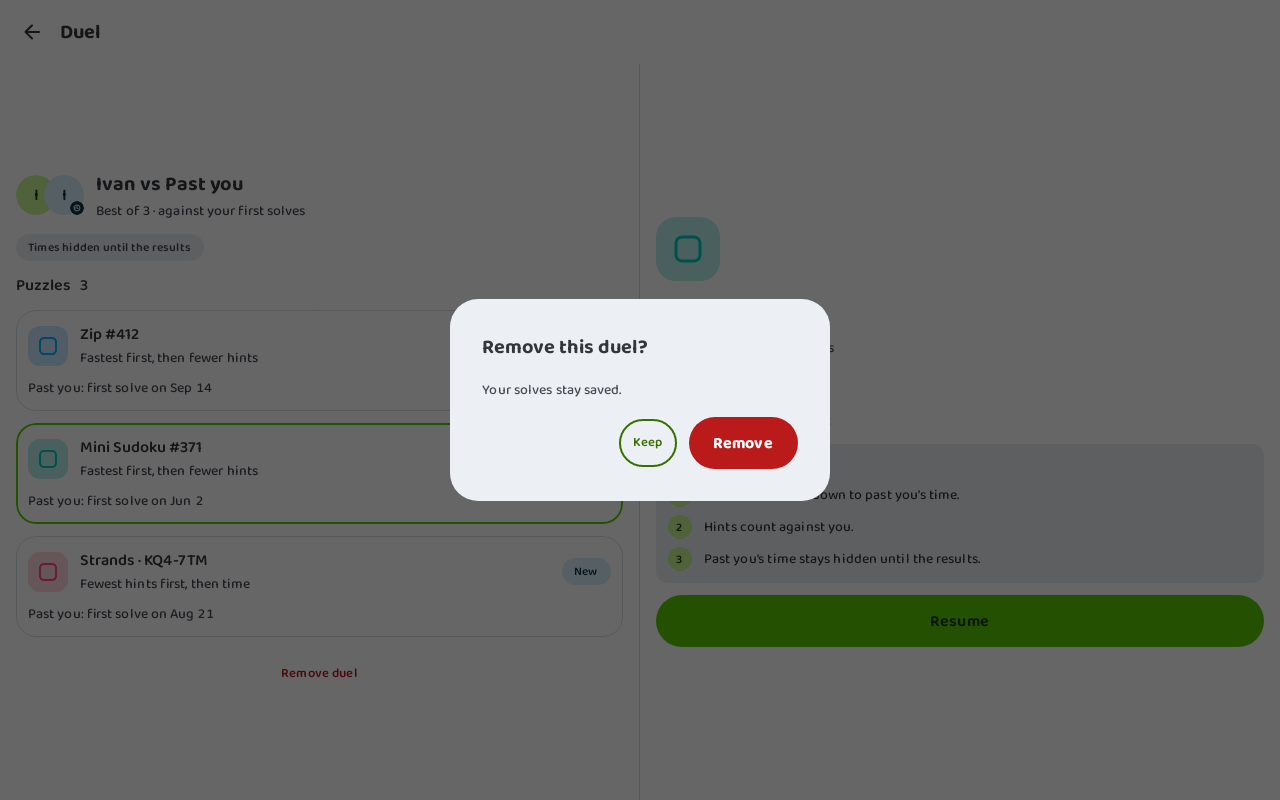 Duel
Ivan vs Past you
Best of 3 · against your first solves
Times hidden until the results
Puzzles 3
Zip #412
Fastest first, then fewer hints
Past you: first solve on Sep 14
Mini Sudoku #371
Fastest first, then fewer hints
Past you: first solve on Jun 2
Strands · KQ4-7TM
Fewest hints first, then time
New
Past you: first solve on Aug 21
Remove duel
Remove this duel?
Your solves stay saved.
Keep
Remove
down to past you's time.
2 Hints count against you.
3 Past you's time stays hidden until the results.
Resume